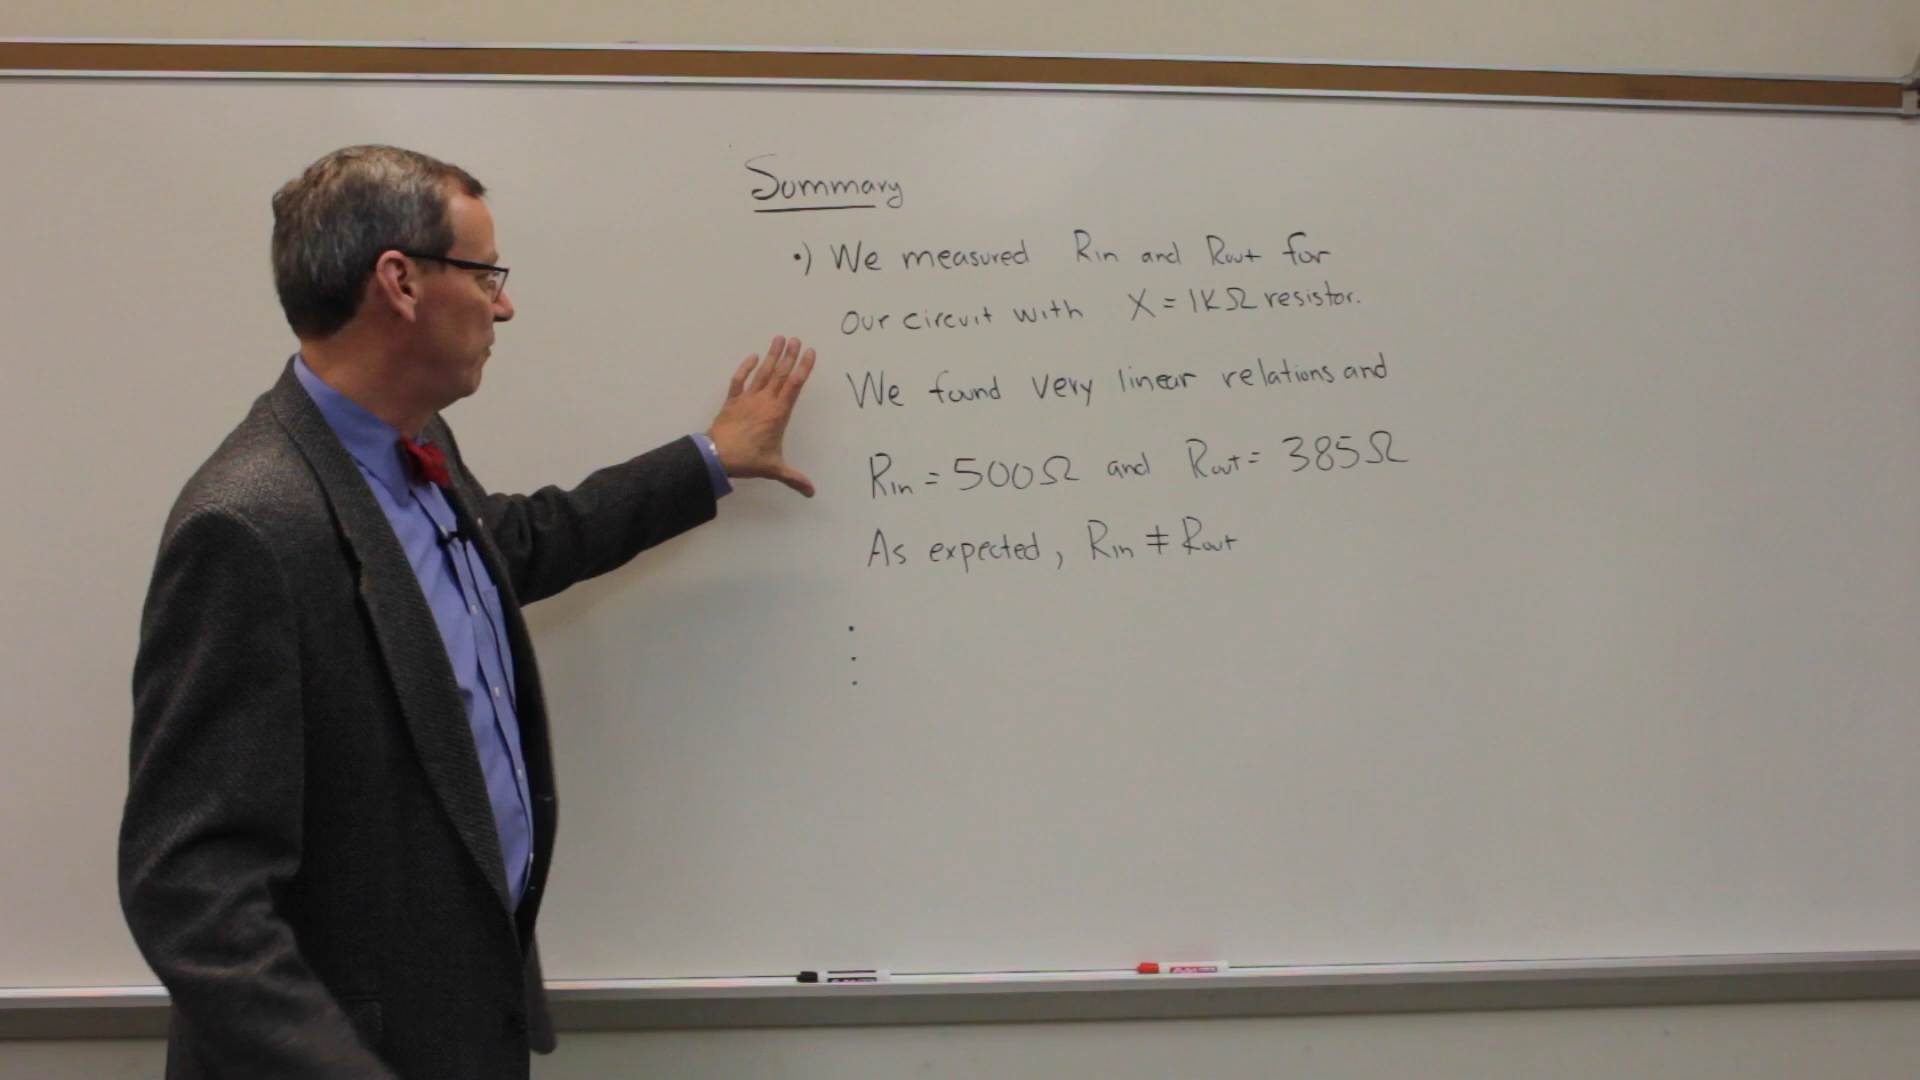 Summary
•) We measured Rin and Rout for
our circuit with X = 1KΩ resistor.
We found very linear relations and
Rin = 500Ω and Rout = 385Ω
As expected, Rin ≠ Rout